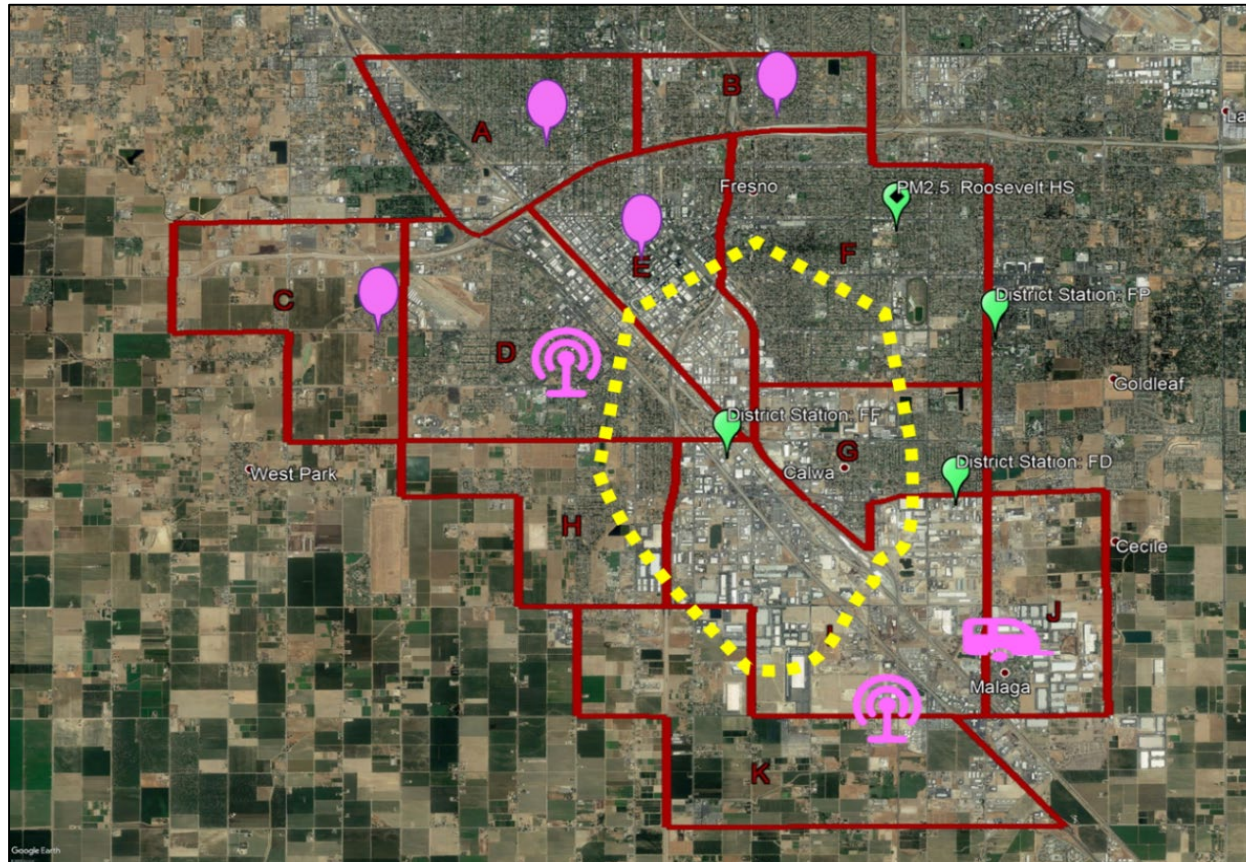 B
A
La
PM2.5 Roosevelt HS
Fresno
F
E
C
District Station: FP
D
Goldleaf
District Station: FF
G
District Station: FD
West Park
Calwa
H
Cecile
J
I
Malaga
K
Google Earth